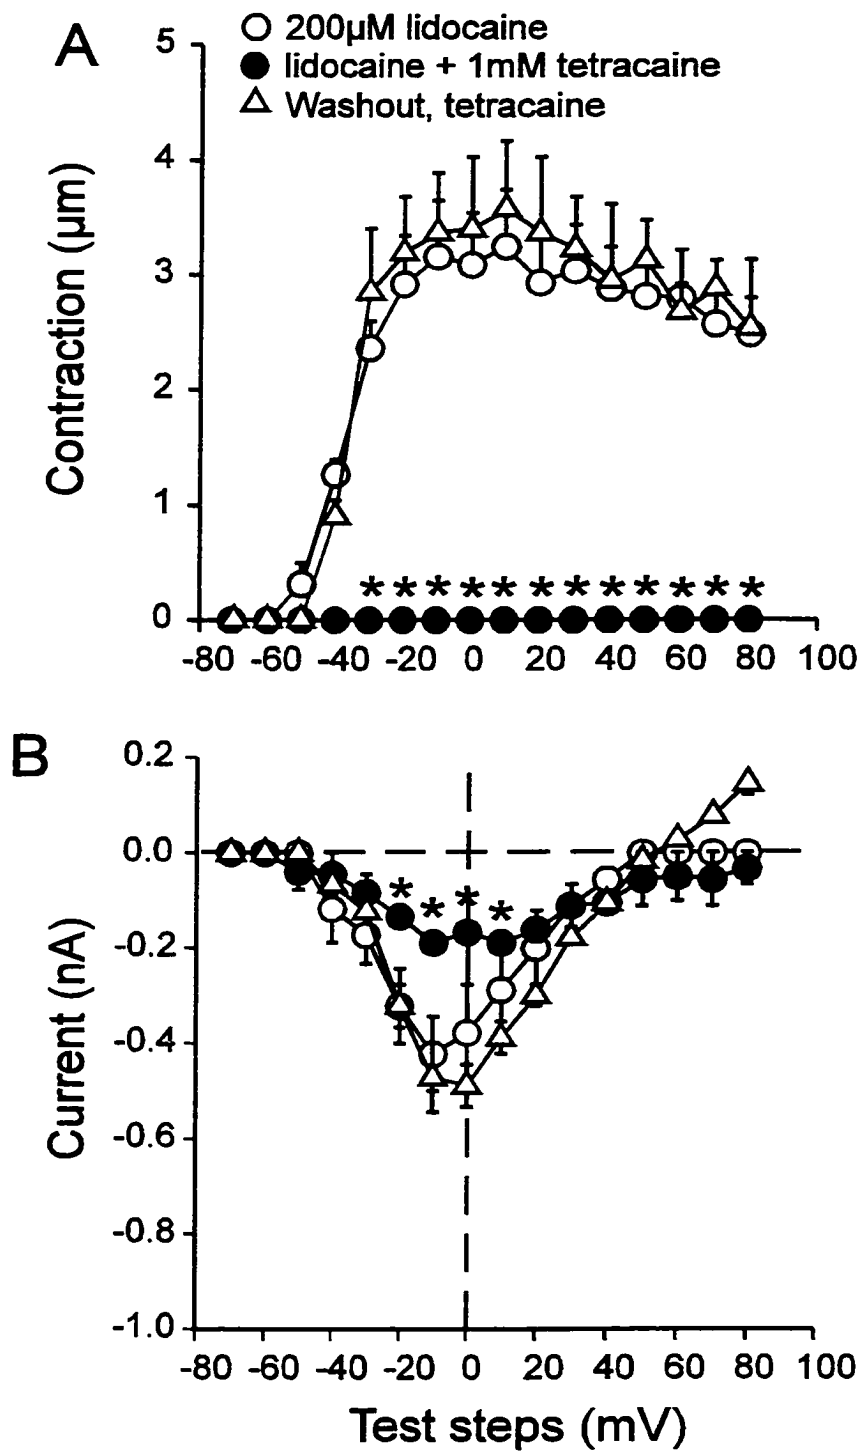 A
200µM lidocaine
lidocaine + 1mM tetracaine
Washout, tetracaine
5
4
3
2
1
0
Contraction (µm)
* * * * * * * * * * * *
-80 -60 -40 -20 0 20 40 60 80 100
B
0.2
0.0
-0.2
-0.4
-0.6
-0.8
-1.0
Current (nA)
* * * *
-80 -60 -40 -20 0 20 40 60 80 100
Test steps (mV)